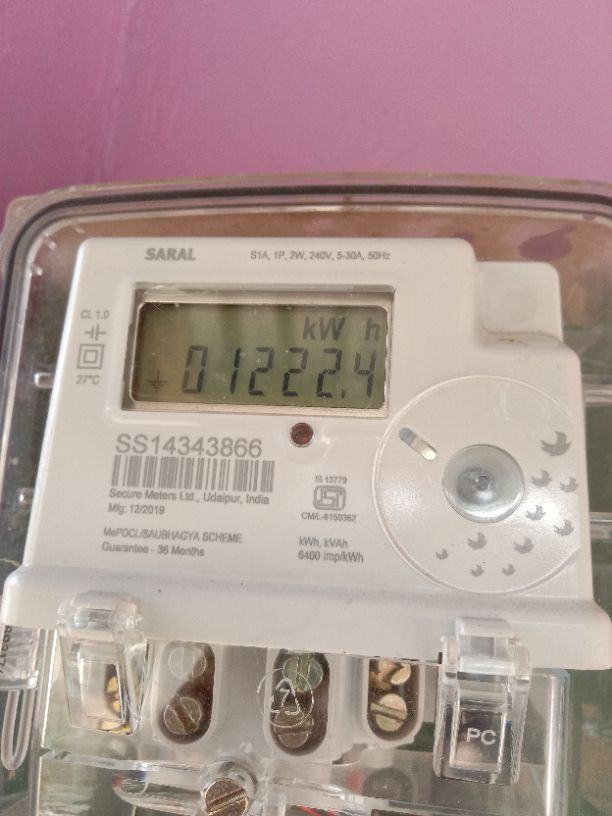 SARAL
S1A, 1P, 2W, 240V, 5-30A, 50Hz
CL 1.0
27°C
kW h
01222.4
SS14343866
Secure Meters Ltd., Udaipur, India
Mfg: 12/2019
IS 13779
CM/L-6150362
MePDCL/SAUBHAGYA SCHEME
Guarantee - 36 Months
kWh, kVAh
6400 imp/kWh
PC